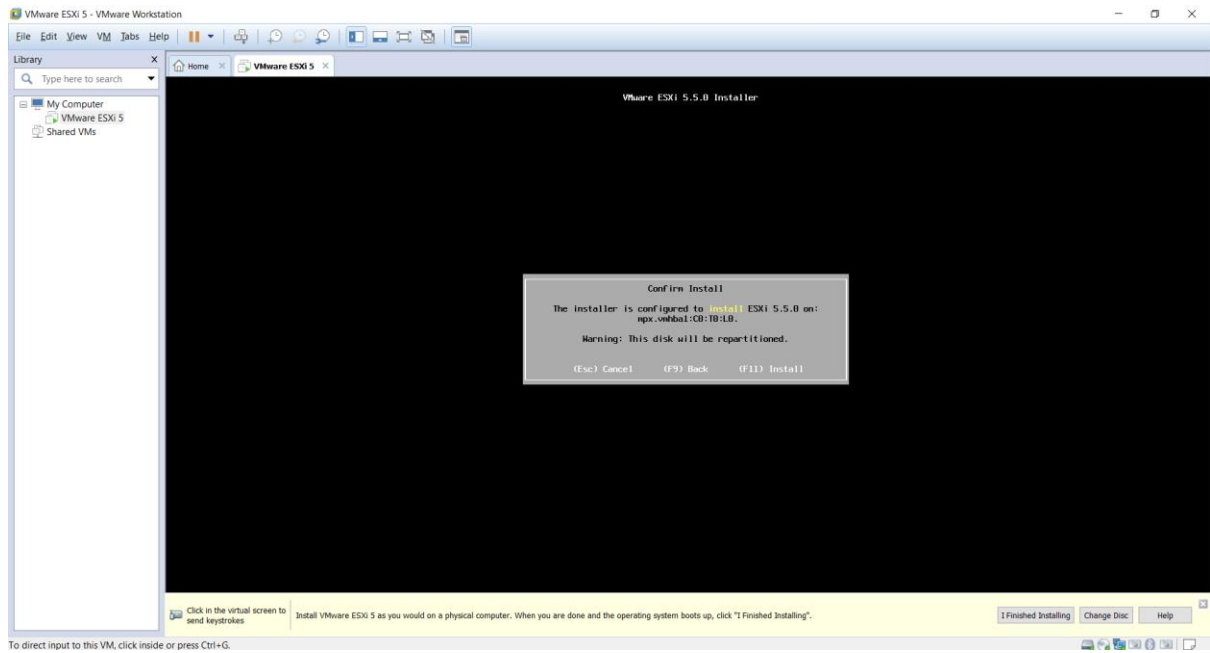 VMware ESXi 5 - VMware Workstation
File Edit View VM Tabs Help
Library X
Type here to search
My Computer
VMware ESXi 5
Shared VMs
Home × VMware ESXi 5 ×
VMware ESXi 5.5.0 Installer
Confirm Install
The installer is configured to install ESXi 5.5.0 on:
mpx.vmhba1:C0:T0:L0.
Warning: This disk will be repartitioned.
(Esc) Cancel (F9) Back (F11) Install
Click in the virtual screen to
send keystrokes
Install VMware ESXi 5 as you would on a physical computer. When you are done and the operating system boots up, click "I Finished Installing".
I Finished Installing Change Disc Help
To direct input to this VM, click inside or press Ctrl+G.